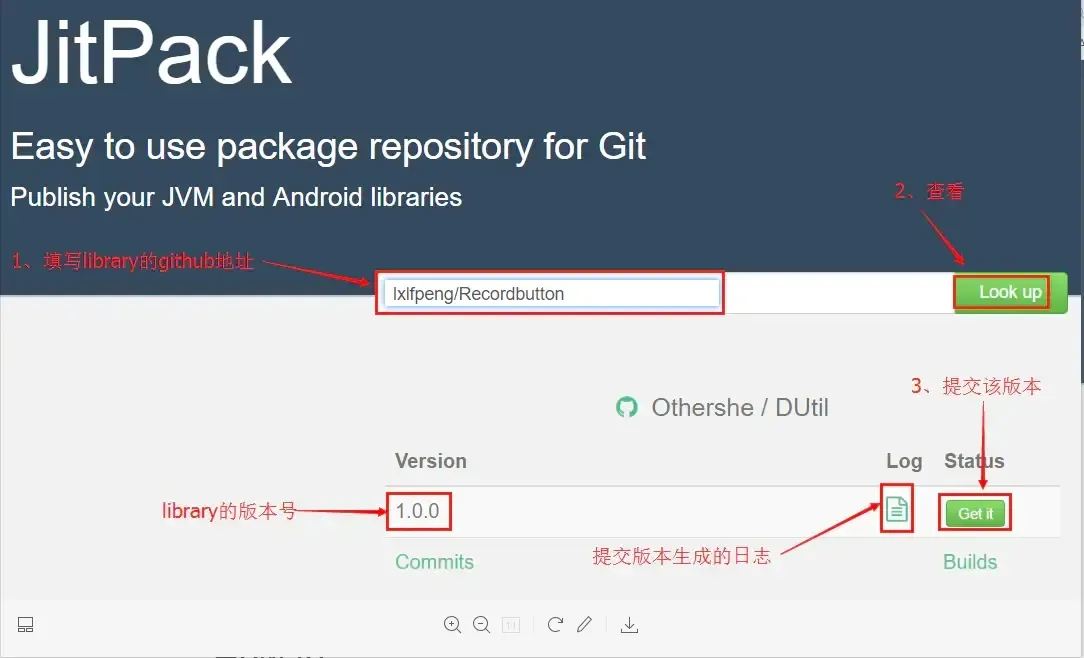 JitPack
Easy to use package repository for Git
Publish your JVM and Android libraries
2、查看
1、填写library的github地址
lxlfpeng/Recordbutton
Look up
3、提交该版本
Othershe / DUtil
Version Log Status
library的版本号
1.0.0
Get it
提交版本生成的日志
Commits
Builds